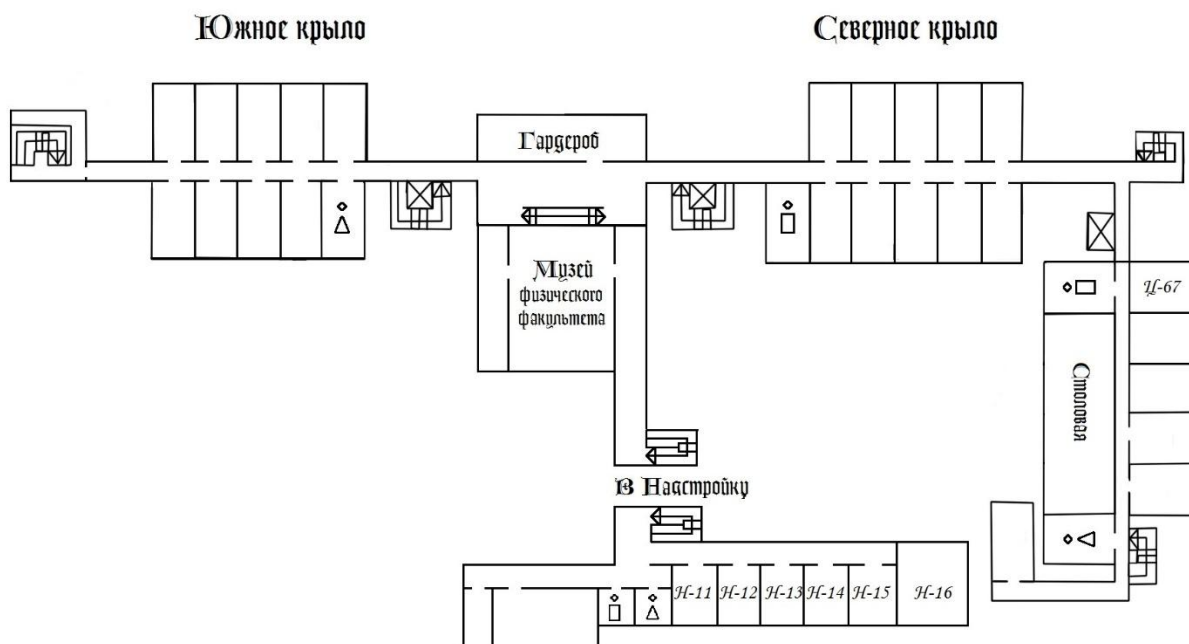 Южное крыло
Северное крыло
Гардероб
Музей
физического
факультета
Ц-67
Столовая
В Надстройку
Н-11
Н-12
Н-13
Н-14
Н-15
Н-16